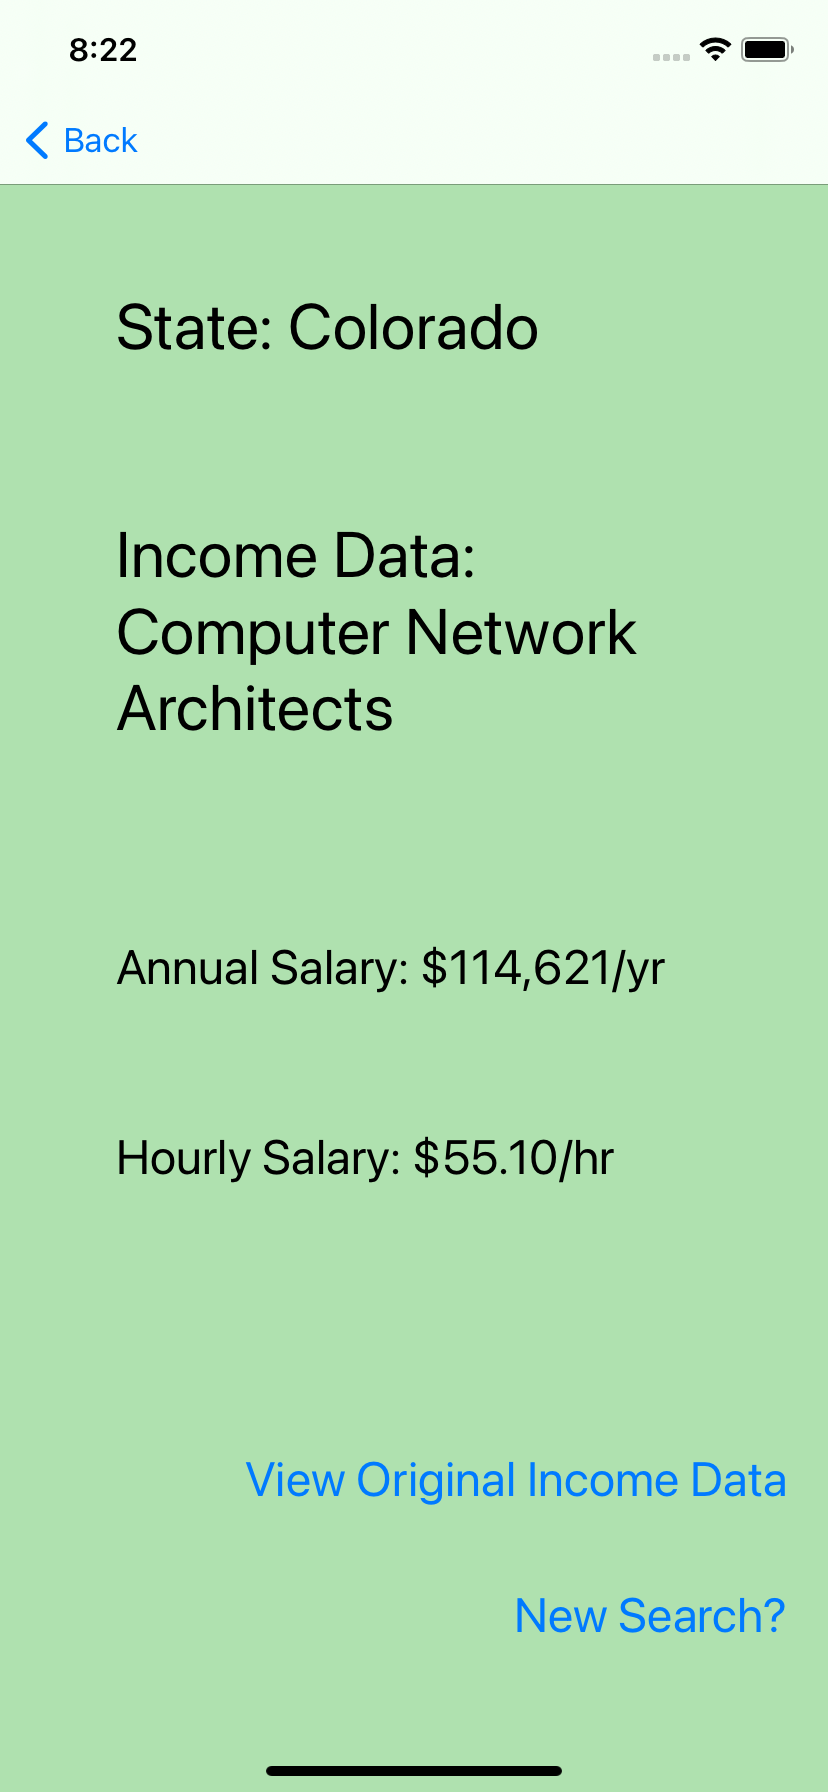 8:22
Back
State: Colorado
Income Data:
Computer Network
Architects
Annual Salary: $114,621/yr
Hourly Salary: $55.10/hr
View Original Income Data
New Search?